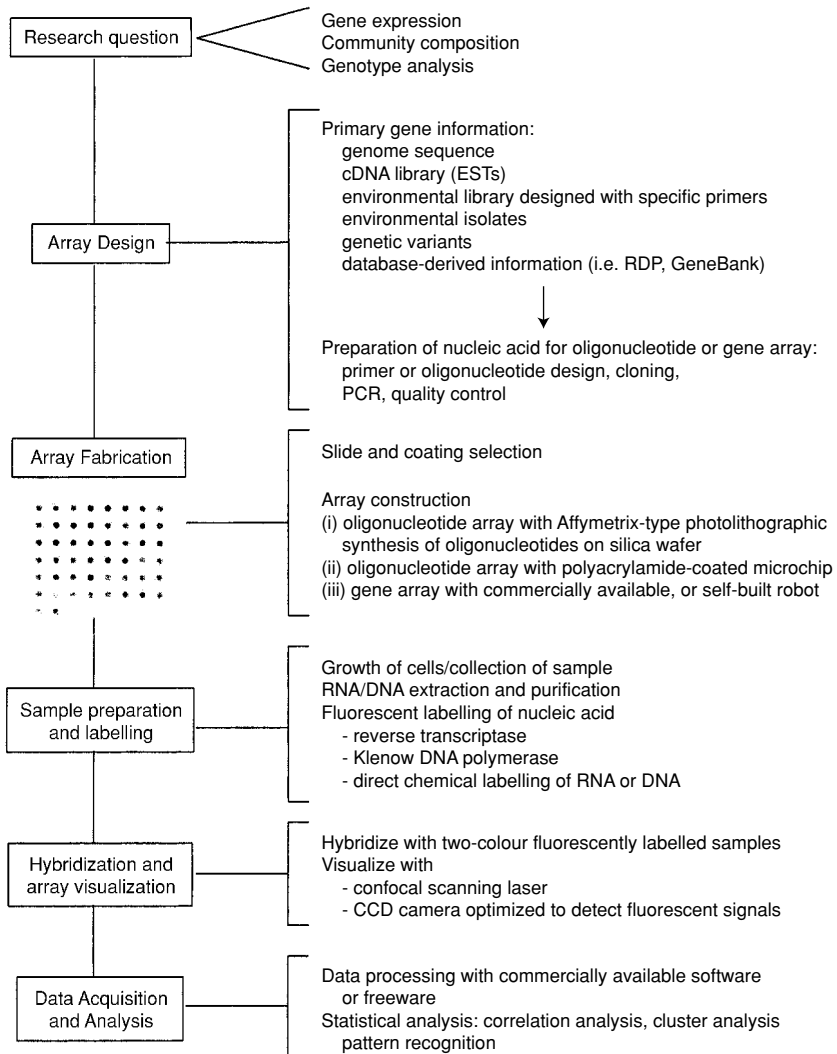 Research question
Gene expression
Community composition
Genotype analysis
Array Design
Primary gene information:
genome sequence
cDNA library (ESTs)
environmental library designed with specific primers
environmental isolates
genetic variants
database-derived information (i.e. RDP, GeneBank)
Preparation of nucleic acid for oligonucleotide or gene array:
primer or oligonucleotide design, cloning,
PCR, quality control
Array Fabrication
Slide and coating selection
Array construction
(i) oligonucleotide array with Affymetrix-type photolithographic
synthesis of oligonucleotides on silica wafer
(ii) oligonucleotide array with polyacrylamide-coated microchip
(iii) gene array with commercially available, or self-built robot
Sample preparation
and labelling
Growth of cells/collection of sample
RNA/DNA extraction and purification
Fluorescent labelling of nucleic acid
- reverse transcriptase
- Klenow DNA polymerase
- direct chemical labelling of RNA or DNA
Hybridization and
array visualization
Hybridize with two-colour fluorescently labelled samples
Visualize with
- confocal scanning laser
- CCD camera optimized to detect fluorescent signals
Data Acquisition
and Analysis
Data processing with commercially available software
or freeware
Statistical analysis: correlation analysis, cluster analysis
pattern recognition